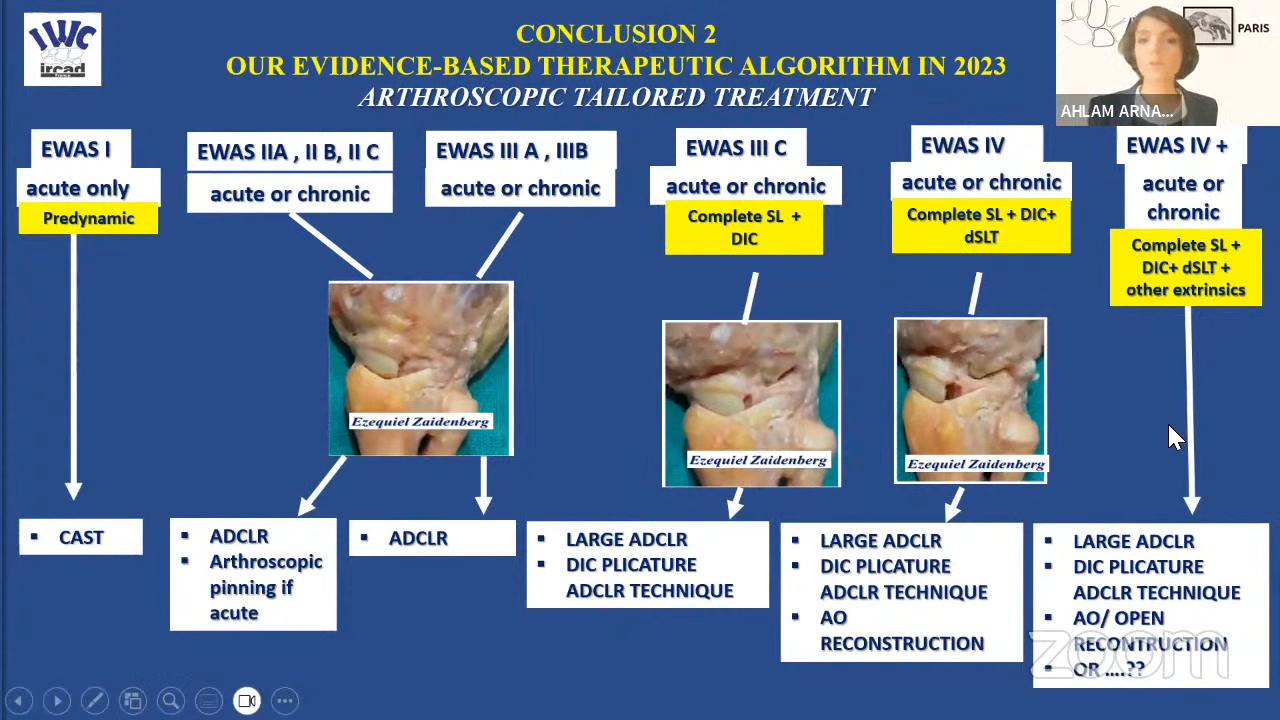 IWC
ircad
France
CONCLUSION 2
OUR EVIDENCE-BASED THERAPEUTIC ALGORITHM IN 2023
ARTHROSCOPIC TAILORED TREATMENT
PARIS
AHLAM ARNA...
EWAS I
acute only
Predynamic
EWAS IIA , II B, II C
acute or chronic
EWAS III A , IIIB
acute or chronic
EWAS III C
acute or chronic
Complete SL +
DIC
EWAS IV
acute or chronic
Complete SL + DIC+
dSLT
EWAS IV +
acute or
chronic
Complete SL +
DIC+ dSLT +
other extrinsics
Ezequiel Zaidenberg
Ezequiel Zaidenberg
Ezequiel Zaidenberg
▪ CAST
▪ ADCLR
▪ Arthroscopic
pinning if
acute
▪ ADCLR
▪ LARGE ADCLR
▪ DIC PLICATURE
ADCLR TECHNIQUE
▪ LARGE ADCLR
▪ DIC PLICATURE
ADCLR TECHNIQUE
▪ AO
RECONSTRUCTION
▪ LARGE ADCLR
▪ DIC PLICATURE
ADCLR TECHNIQUE
▪ AO/ OPEN
RECONTRUCTION
▪ OR ....??
zoom